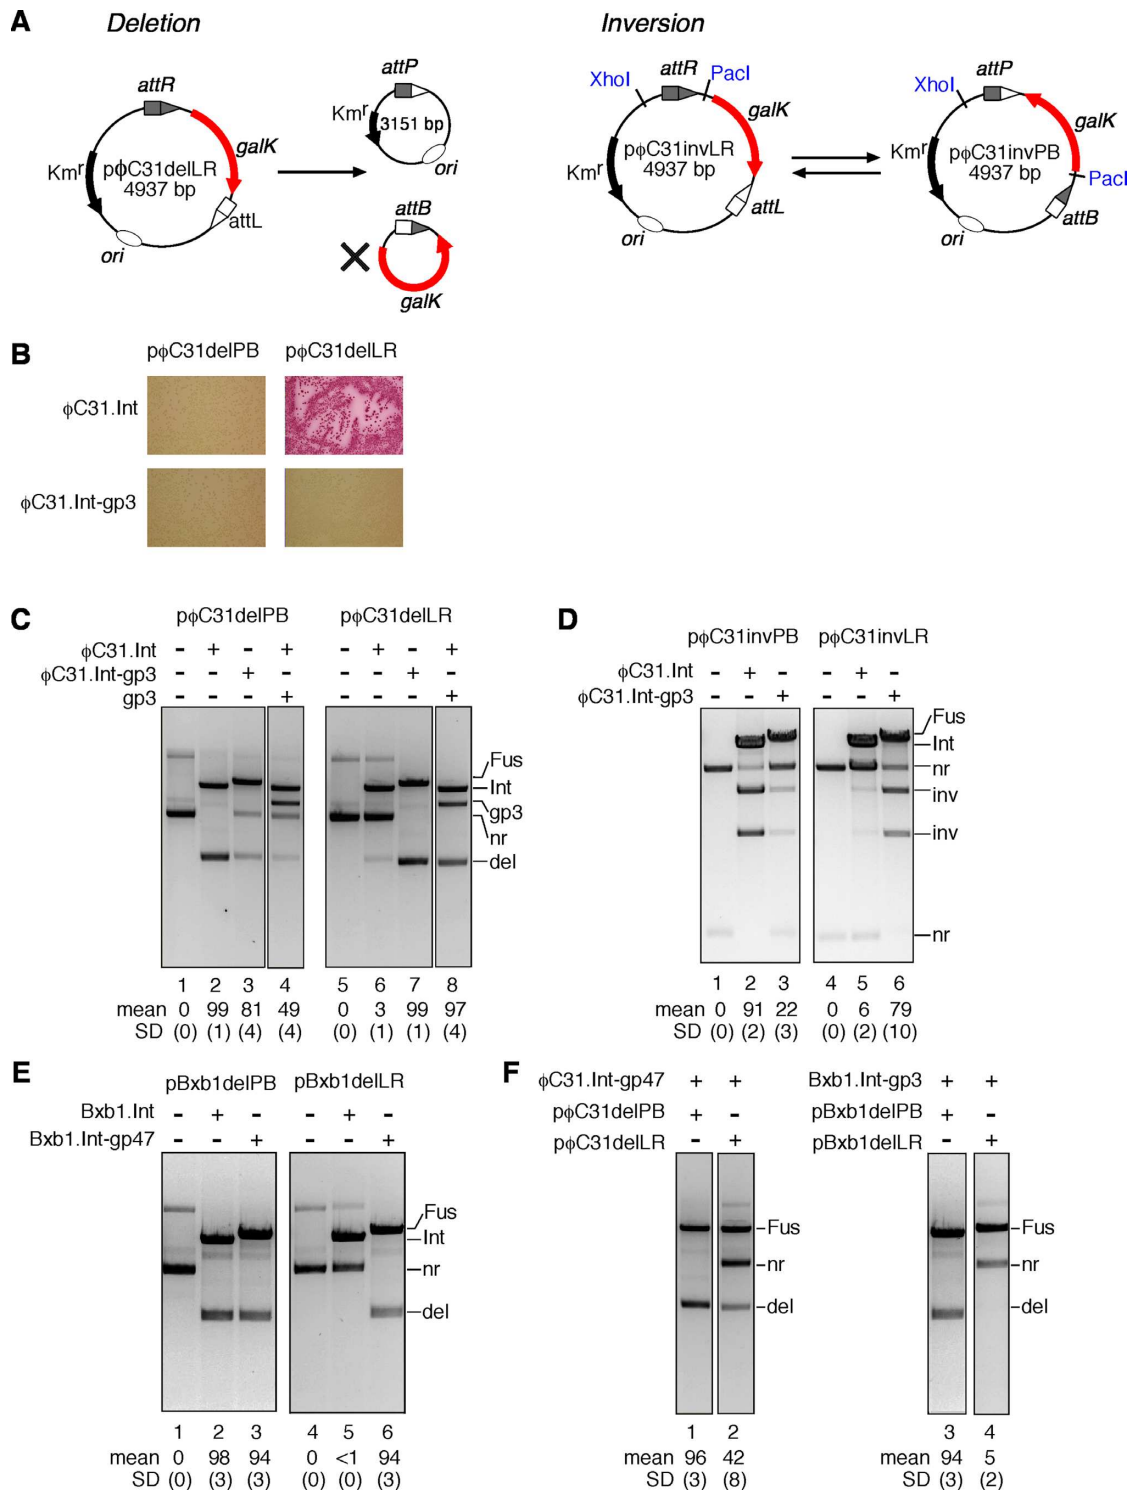 A
Deletion
Inversion
attR
galK
Kmr
pϕC31delLR
4937 bp
attL
ori
attP
Kmr
3151 bp
ori
attB
galK
XhoI
attR
PacI
galK
Kmr
pϕC31invLR
4937 bp
attL
ori
XhoI
attP
galK
Kmr
pϕC31invPB
4937 bp
PacI
attB
ori
B
pϕC31delPB pϕC31delLR
ϕC31.Int
ϕC31.Int-gp3
C
pϕC31delPB pϕC31delLR
ϕC31.Int - + - + - + - +
ϕC31.Int-gp3 - - + - - - + -
gp3 - - - + - - - +
Fus
Int
gp3
nr
del
1 2 3 4 5 6 7 8
mean 0 99 81 49 0 3 99 97
SD (0) (1) (4) (4) (0) (1) (1) (4)
D
pϕC31invPB pϕC31invLR
ϕC31.Int - + - - + -
ϕC31.Int-gp3 - - + - - +
Fus
Int
nr
inv
inv
nr
1 2 3 4 5 6
mean 0 91 22 0 6 79
SD (0) (2) (3) (0) (2) (10)
E
pBxb1delPB pBxb1delLR
Bxb1.Int - + - - + -
Bxb1.Int-gp47 - - + - - +
Fus
Int
nr
del
1 2 3 4 5 6
mean 0 98 94 0 <1 94
SD (0) (3) (3) (0) (0) (3)
F
ϕC31.Int-gp47 + +
pϕC31delPB + -
pϕC31delLR - +
Fus
nr
del
1 2
mean 96 42
SD (3) (8)
Bxb1.Int-gp3 + +
pBxb1delPB + -
pBxb1delLR - +
Fus
nr
del
3 4
mean 94 5
SD (3) (2)